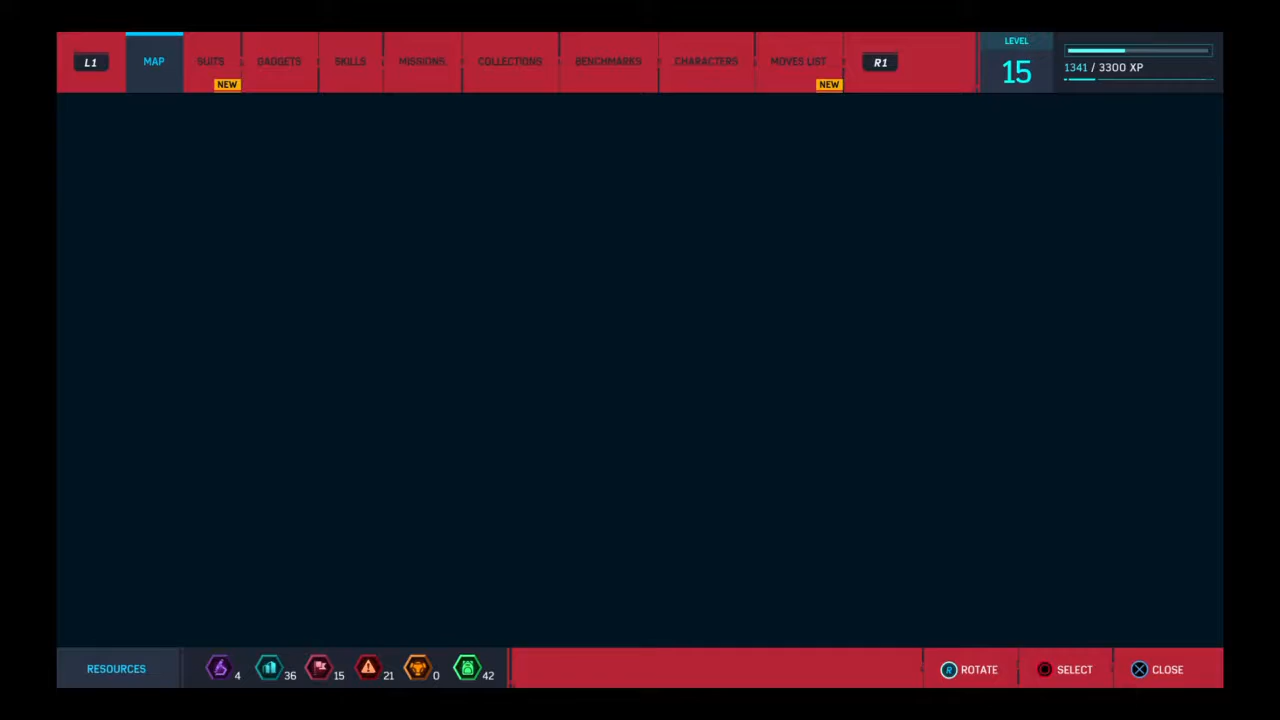 L1 MAP SUITS GADGETS SKILLS MISSIONS COLLECTIONS BENCHMARKS CHARACTERS MOVES LIST R1
NEW NEW
LEVEL
15
1341 / 3300 XP
RESOURCES 4 36 15 21 0 42 R ROTATE SELECT CLOSE